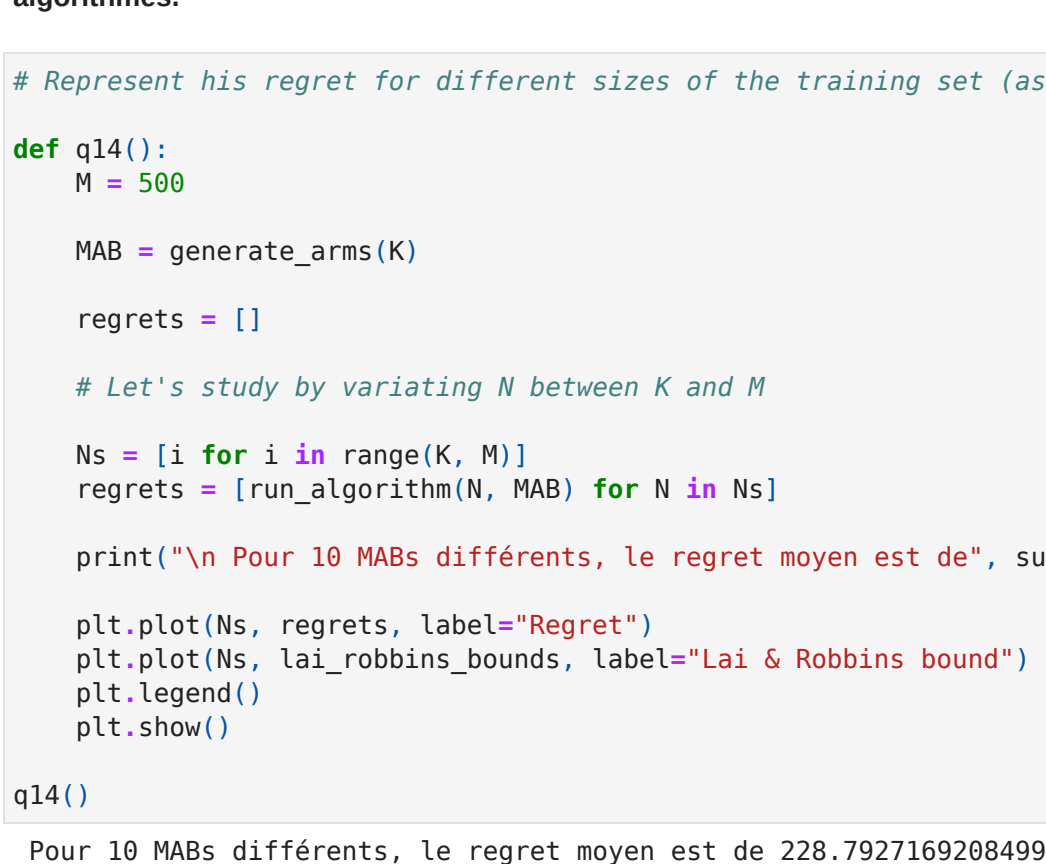 algorithmes.
# Represent his regret for different sizes of the training set (as
def q14():
    M = 500
    MAB = generate_arms(K)
    regrets = []
    # Let's study by variating N between K and M
    Ns = [i for i in range(K, M)]
    regrets = [run_algorithm(N, MAB) for N in Ns]
    print("\n Pour 10 MABs différents, le regret moyen est de", su
    plt.plot(Ns, regrets, label="Regret")
    plt.plot(Ns, lai_robbins_bounds, label="Lai & Robbins bound")
    plt.legend()
    plt.show()
q14()
Pour 10 MABs différents, le regret moyen est de 228.7927169208499